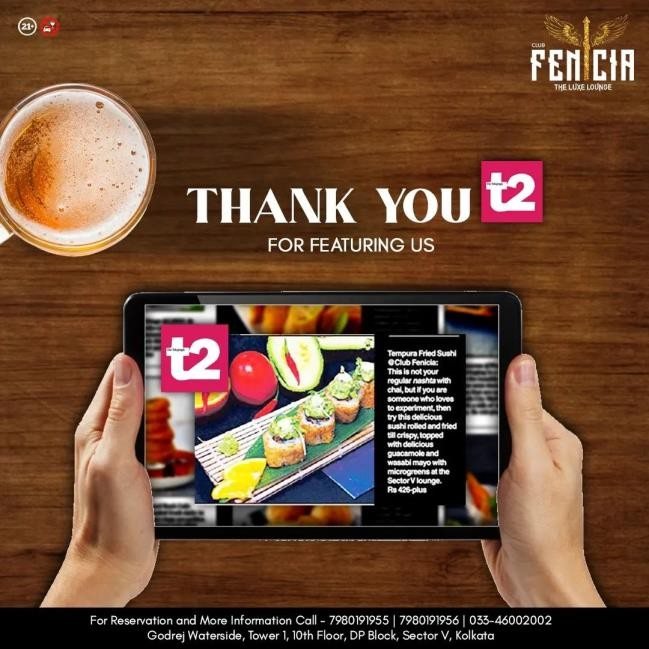 21+
CLUB
FENICIA
THE LUXE LOUNGE
THANK YOU t2
FOR FEATURING US
t2
Tempura Fried Sushi
@Club Fenicia:
This is not your
regular nashta with
chai, but if you are
someone who loves
to experiment, then
try this delicious
sushi rolled and fried
till crispy, topped
with delicious
guacamole and
wasabi mayo with
microgreens at the
Sector V lounge.
Rs 425-plus
For Reservation and More Information Call - 7980191955 | 7980191956 | 033-46002002
Godrej Waterside, Tower 1, 10th Floor, DP Block, Sector V, Kolkata